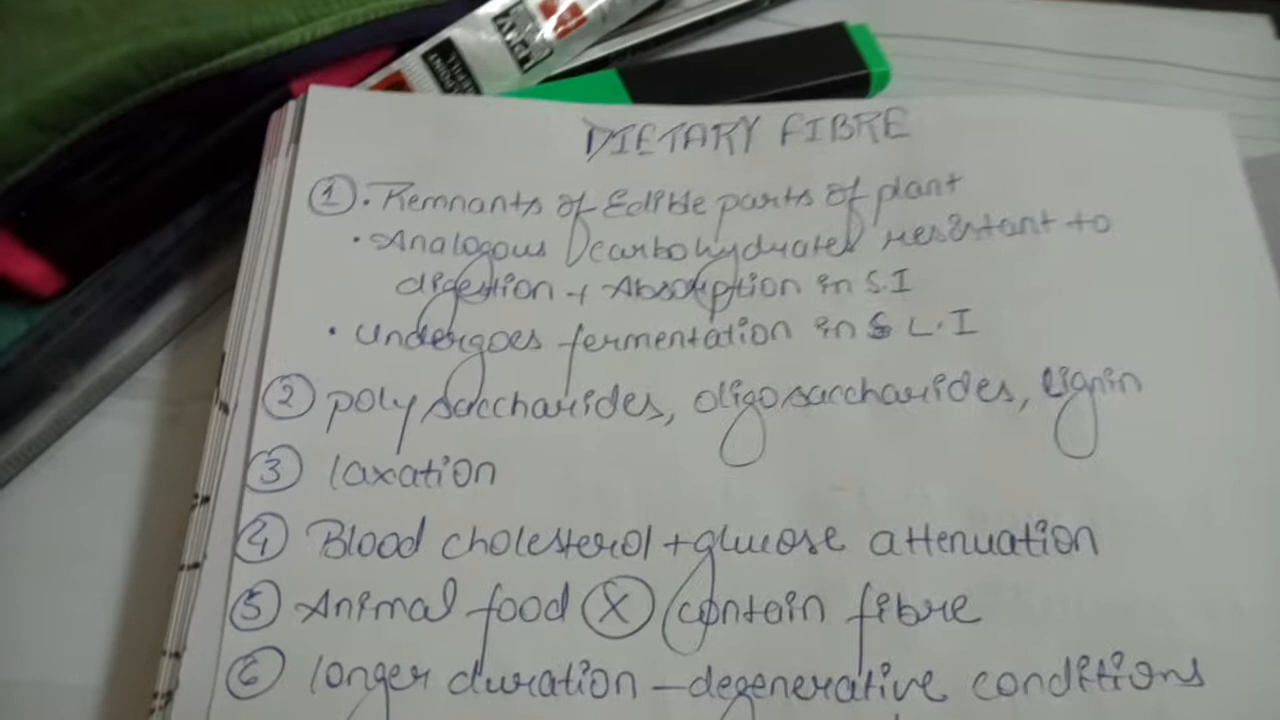 DIETARY FIBRE
① • Remnants of Edible parts of plant
• Analogous carbohydrates resistant to
digestion + Absorption in S.I
• undergoes fermentation in L.I
② polysaccharides, oligosaccharides, lignin
③ laxation
④ Blood cholesterol + glucose attenuation
⑤ Animal food Ⓧ contain fibre
⑥ longer duration – degenerative conditions